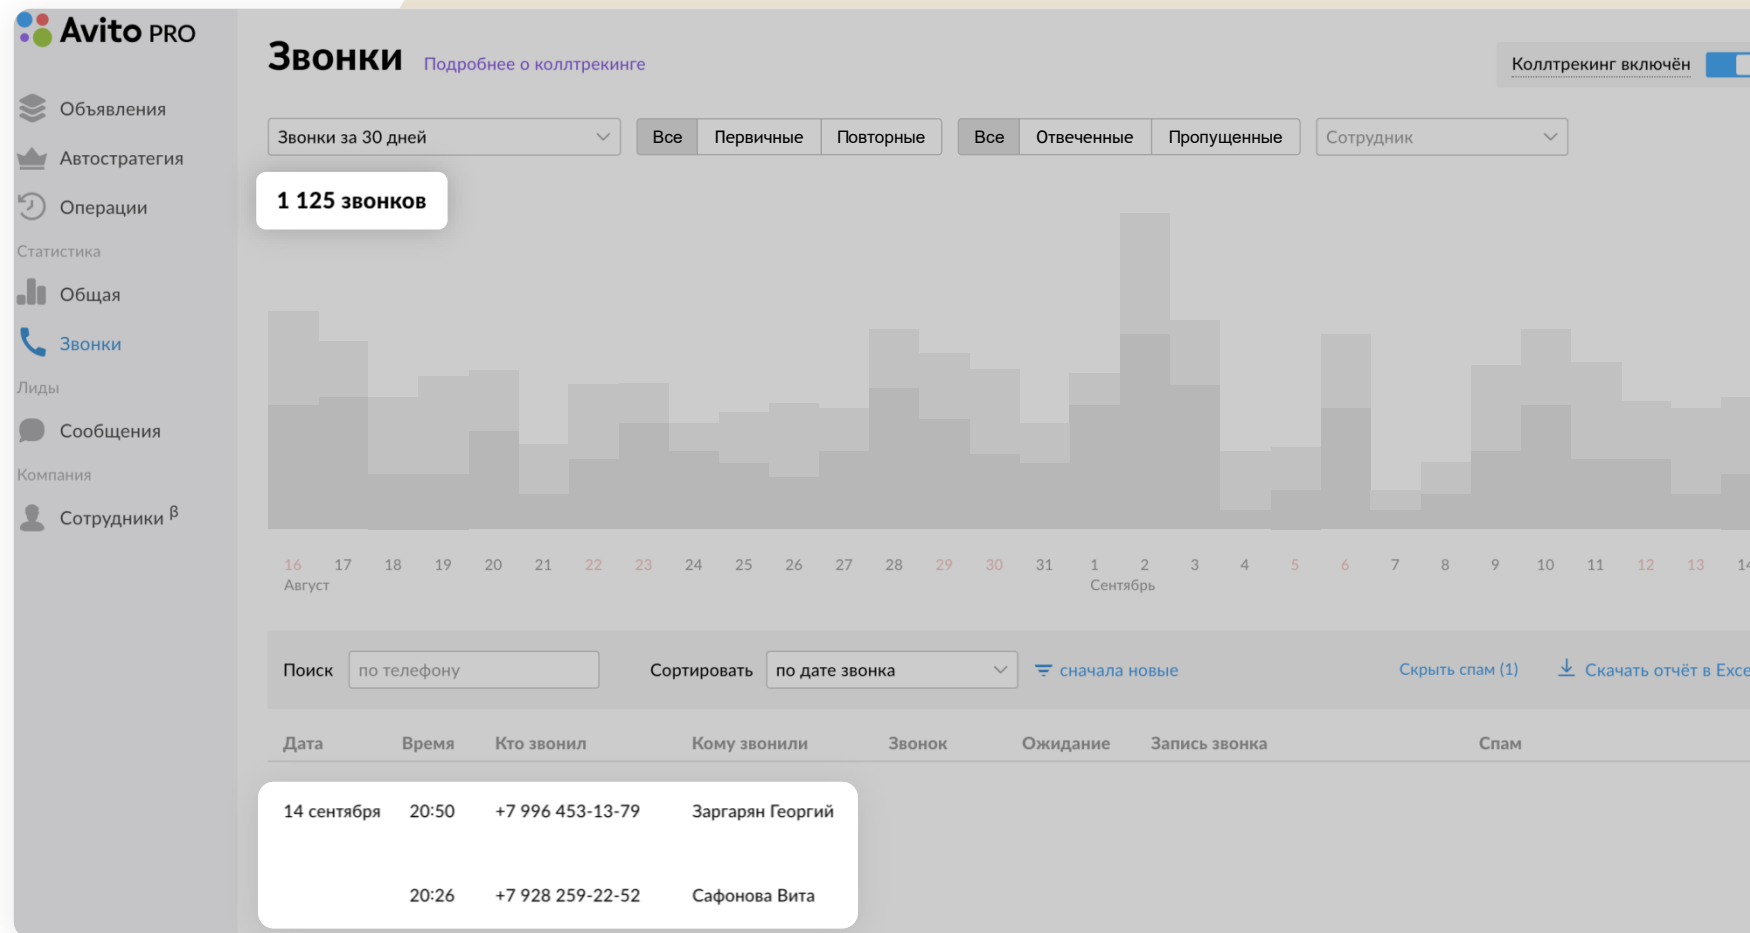 Avito PRO
Звонки Подробнее о коллтрекинге
Коллтрекинг включён
Объявления
Автостратегия
Операции
Статистика
Общая
Звонки
Лиды
Сообщения
Компания
Сотрудники β
Звонки за 30 дней Все Первичные Повторные Все Отвеченные Пропущенные Сотрудник
1 125 звонков
16 17 18 19 20 21 22 23 24 25 26 27 28 29 30 31 1 2 3 4 5 6 7 8 9 10 11 12 13 14
Август Сентябрь
Поиск по телефону Сортировать по дате звонка сначала новые Скрыть спам (1) Скачать отчёт в Exce
Дата Время Кто звонил Кому звонили Звонок Ожидание Запись звонка Спам
14 сентября 20:50 +7 996 453-13-79 Заргарян Георгий
20:26 +7 928 259-22-52 Сафонова Вита